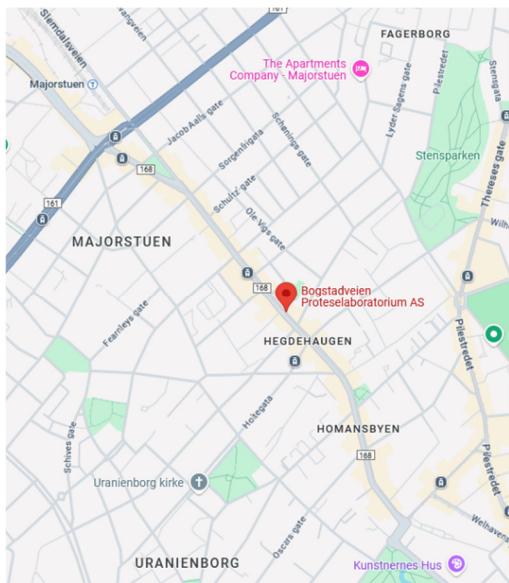 161
Slemdalsveien
FAGERBORG
The Apartments
Company - Majorstuen
Pilestredet
Stensgata
Majorstuen
Jacob Aalls gate
Lyder Sagens gate
Sorgenfrigata
Schønings gate
Stensparken
Thereses gate
168
Schultz' gate
161
Ole Vigs gate
MAJORSTUEN
168
Bogstadveien
Proteselaboratorium AS
Fearnleys gate
HEGDEHAUGEN
Pilestredet
Holtegata
HOMANSBYEN
Schives gate
168
Pilestredet
Uranienborg kirke
Oscars gate
Welhavens
URANIENBORG
Kunstnernes Hus